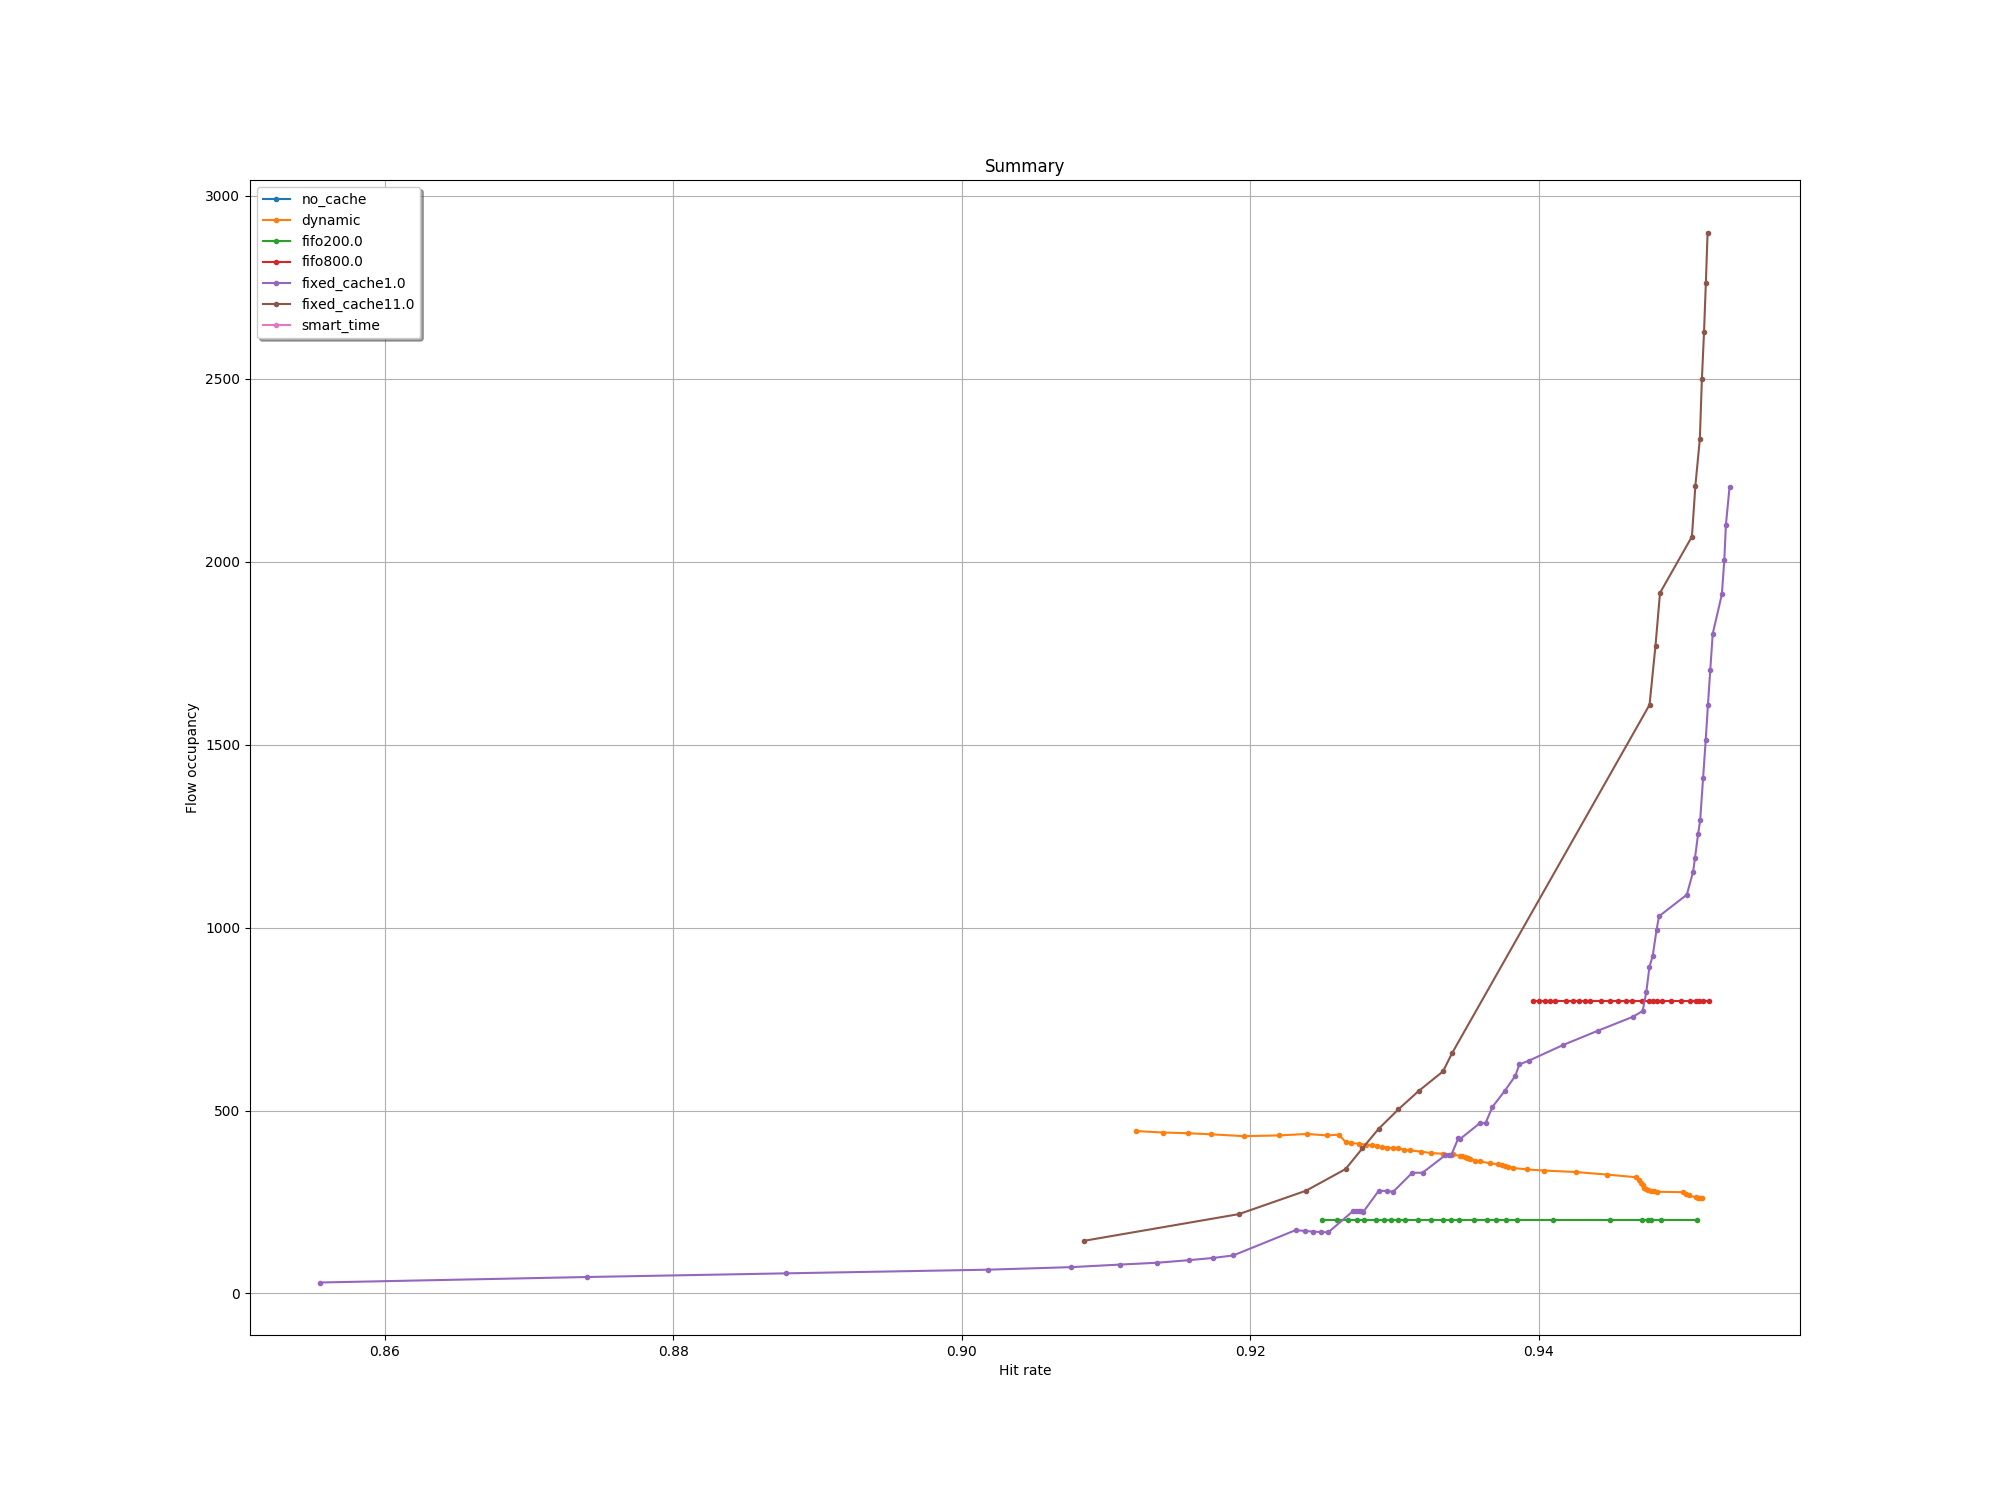 Summary
no_cache
dynamic
fifo200.0
fifo800.0
fixed_cache1.0
fixed_cache11.0
smart_time
3000
2500
2000
1500
1000
500
0
Flow occupancy
0.86 0.88 0.90 0.92 0.94
Hit rate